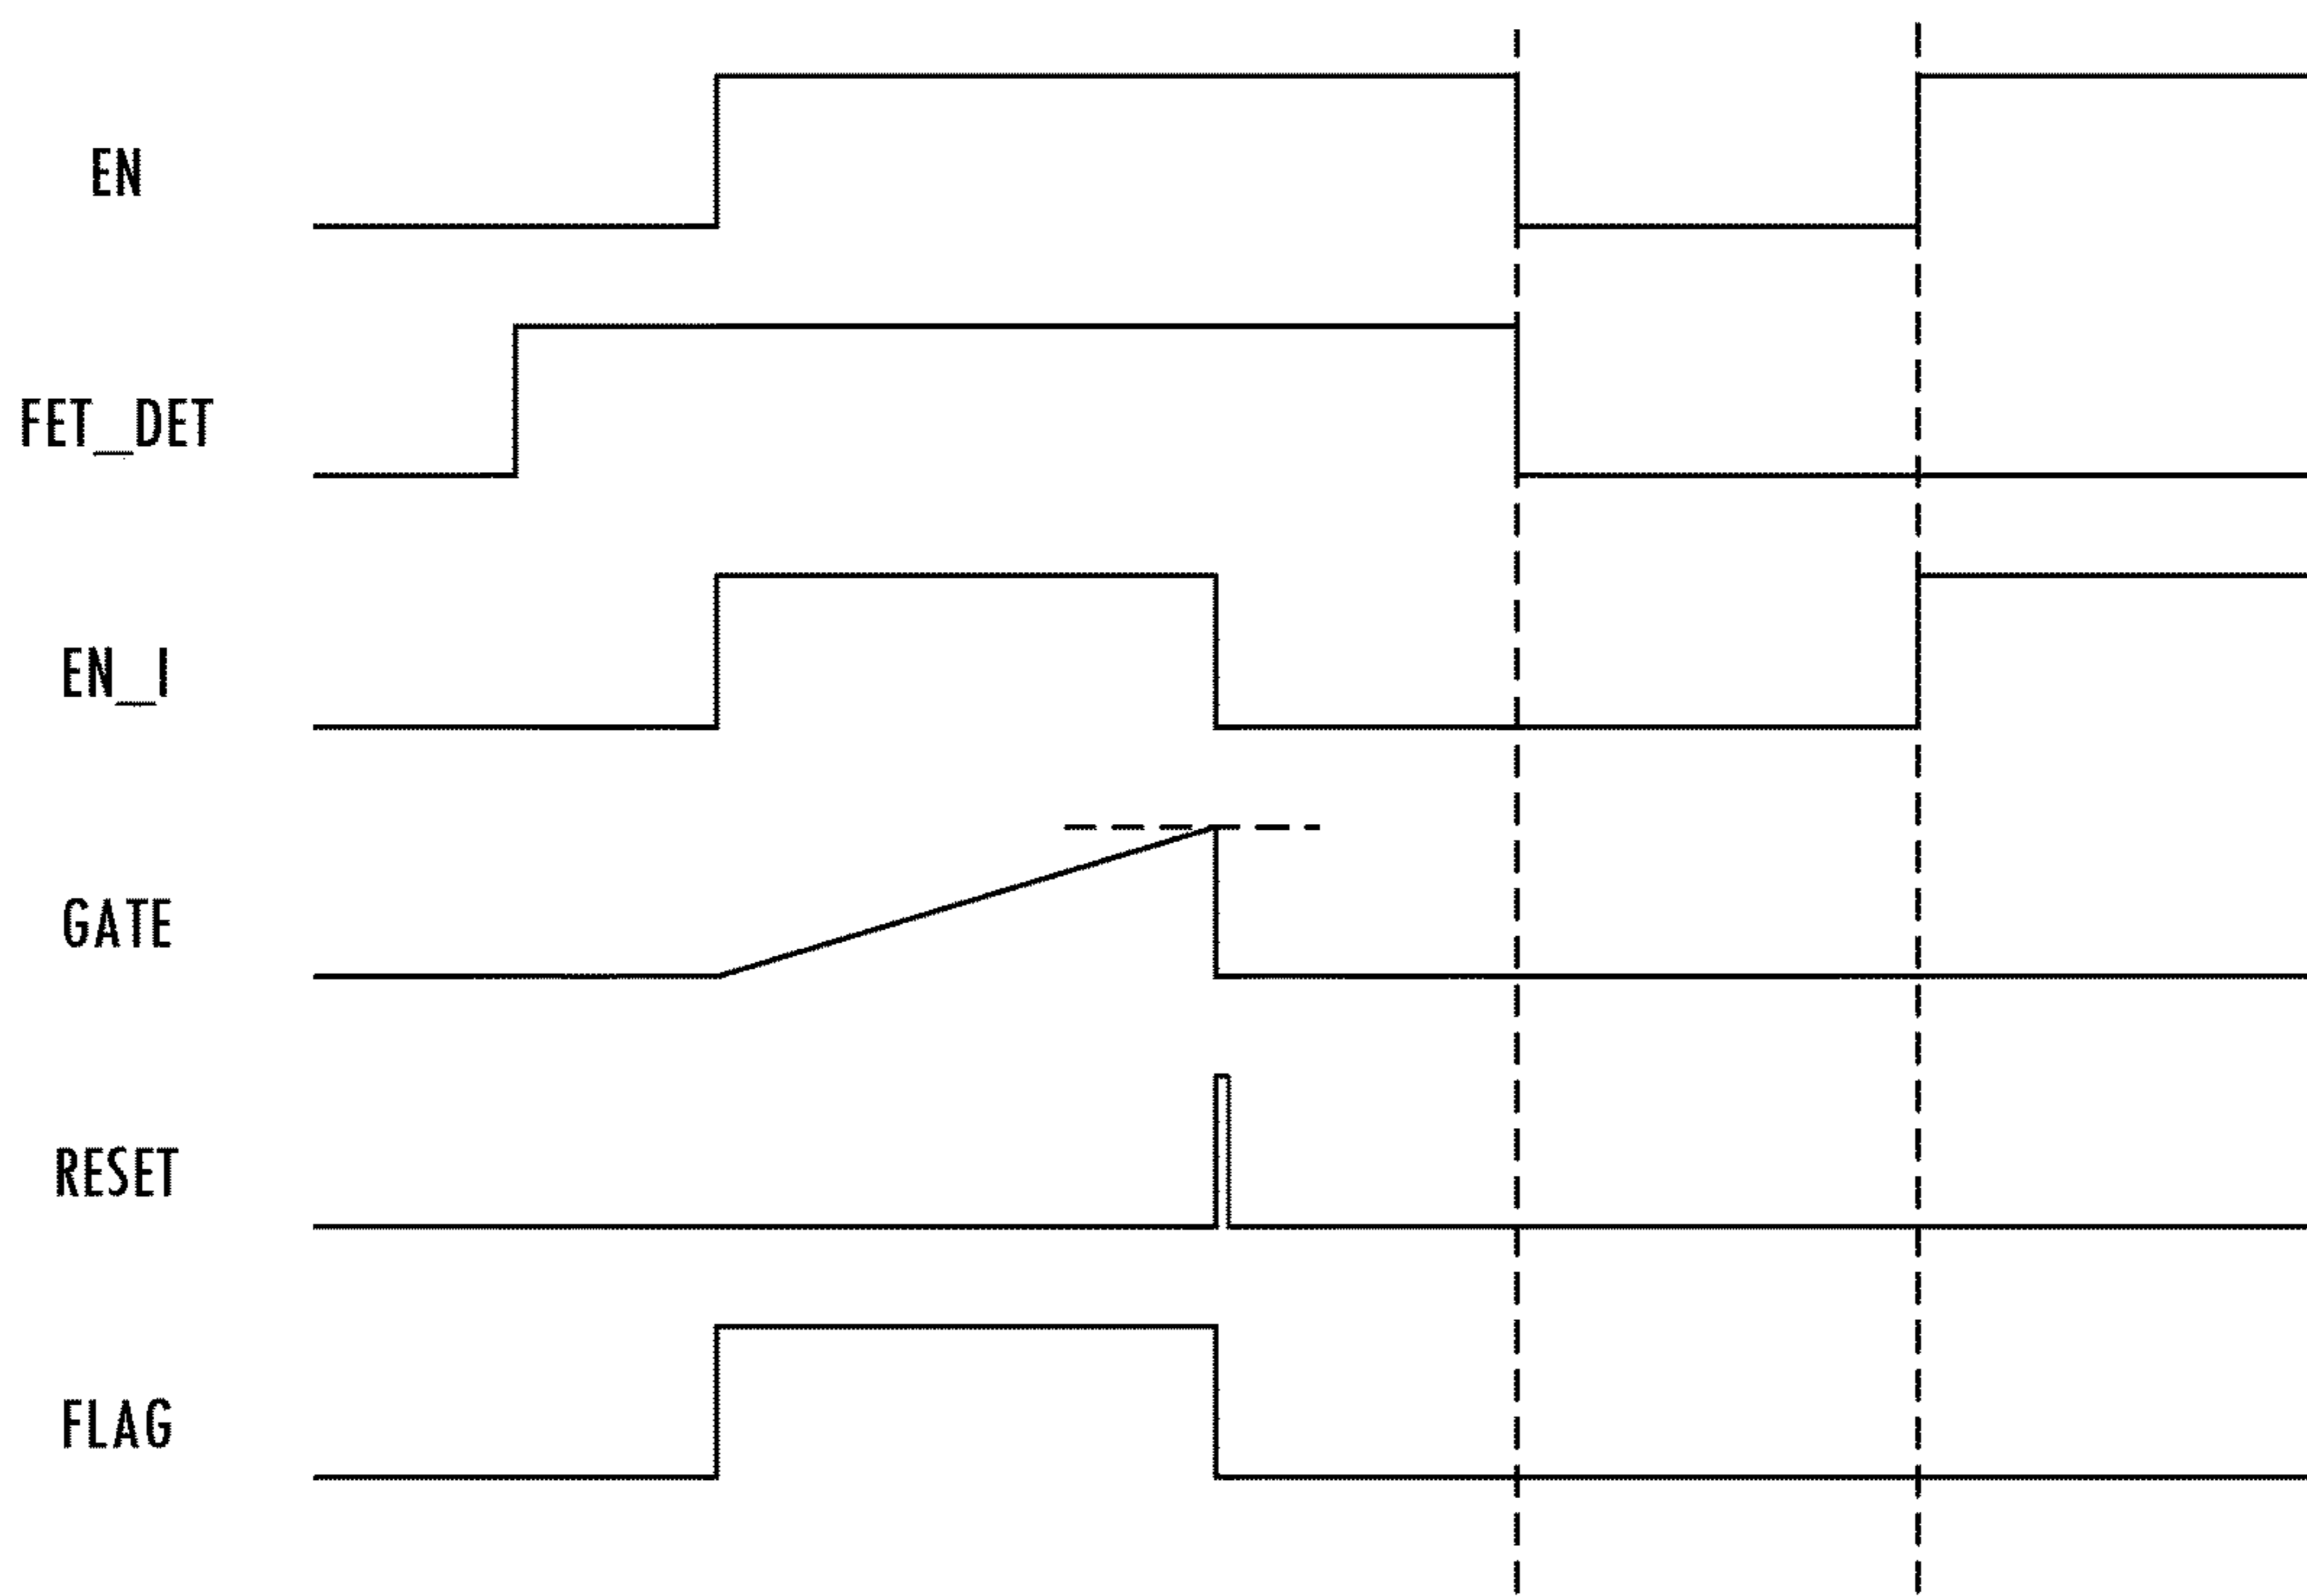 EN
FET_DET
EN_I
GATE
RESET
FLAG